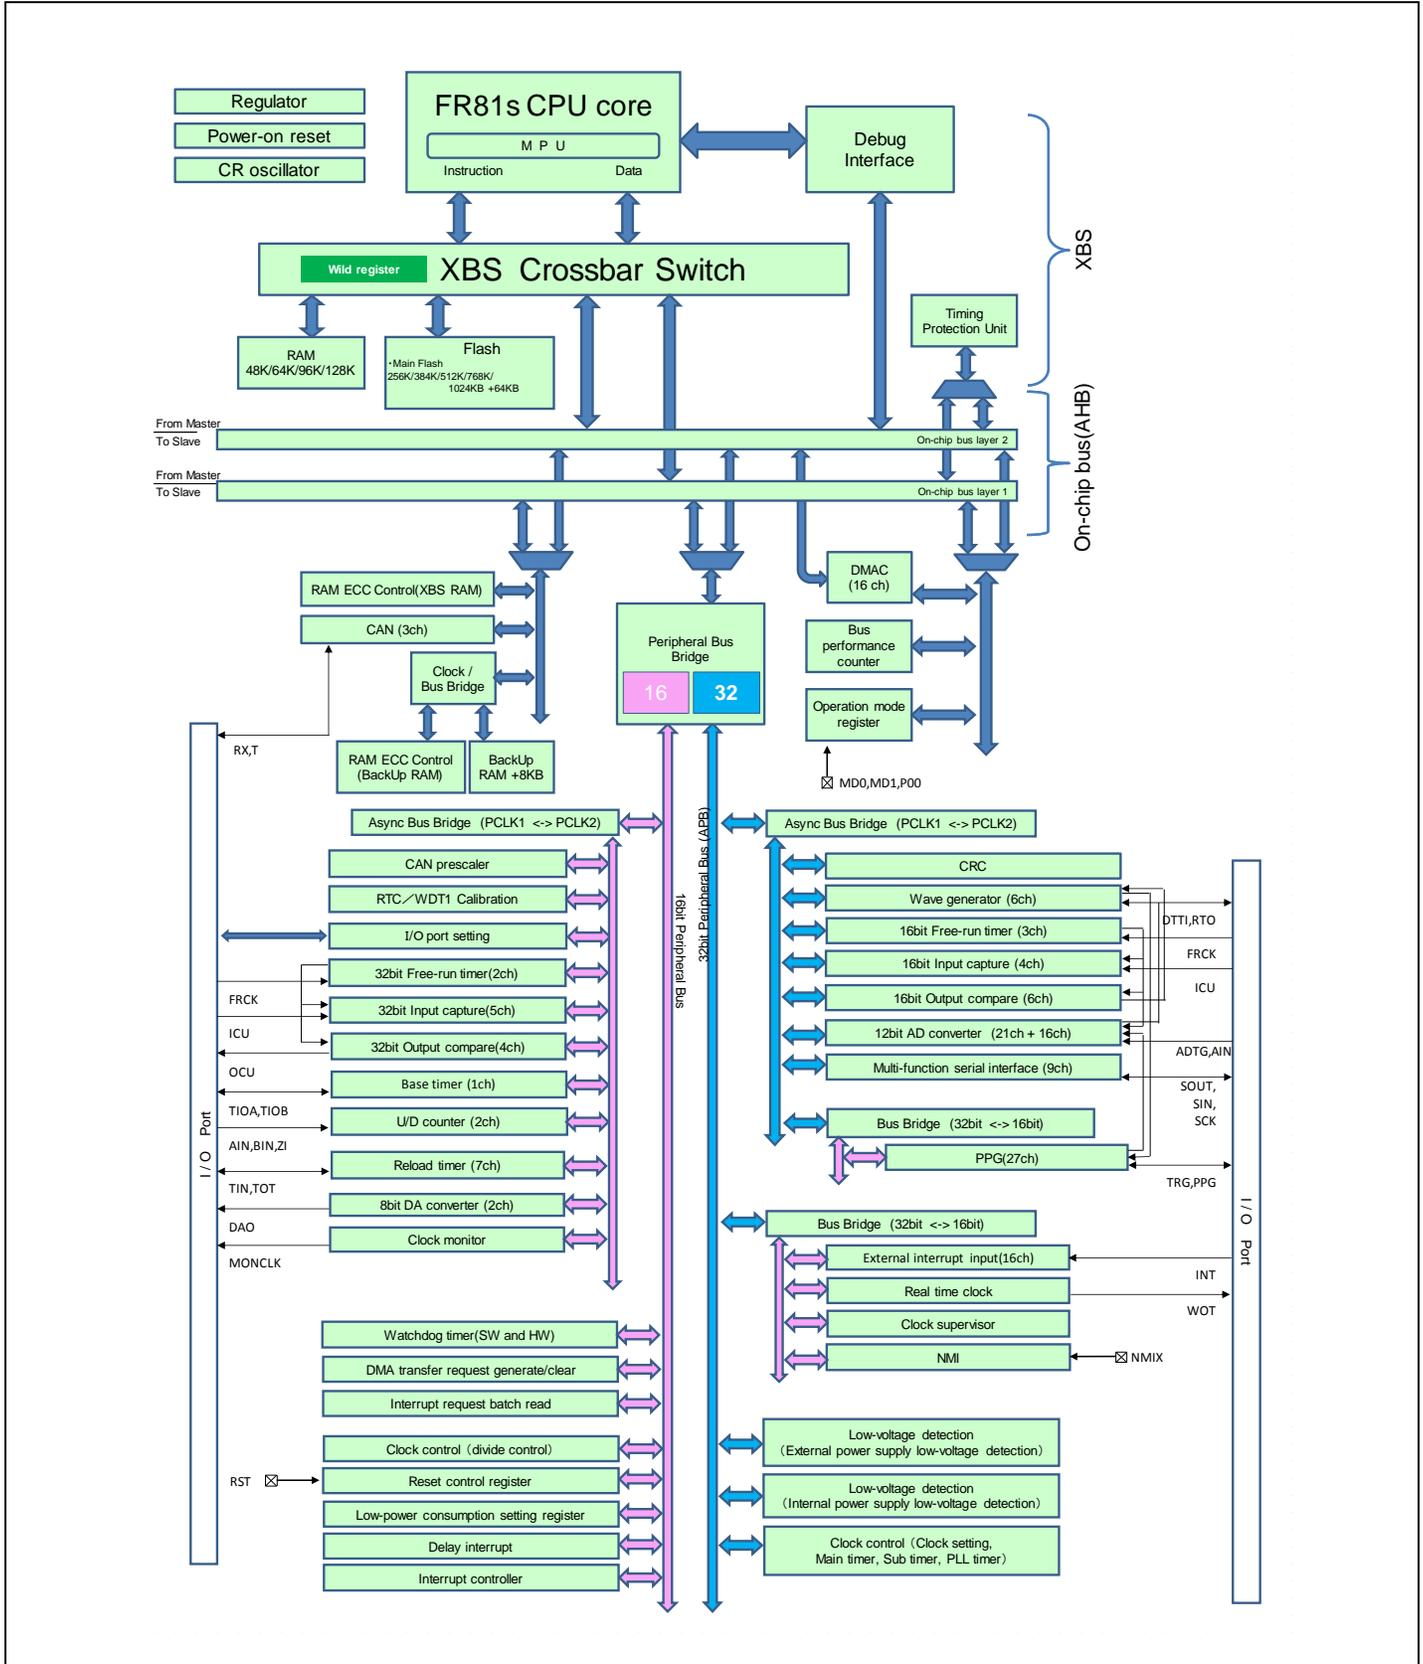 Regulator
Power-on reset
CR oscillator
FR81s CPU core
M P U
Instruction
Data
Debug
Interface
XBS
Wild register
XBS Crossbar Switch
RAM
48K/64K/96K/128K
Flash
・Main Flash
256K/384K/512K/768K/
1024KB +64KB
Timing
Protection Unit
On-chip bus(AHB)
From Master
To Slave
On-chip bus layer 2
From Master
To Slave
On-chip bus layer 1
RAM ECC Control(XBS RAM)
CAN (3ch)
Clock /
Bus Bridge
RAM ECC Control
(BackUp RAM)
BackUp
RAM +8KB
RX,T
Peripheral Bus
Bridge
16
32
DMAC
(16 ch)
Bus
performance
counter
Operation mode
register
MD0,MD1,P00
16bit Peripheral Bus
32bit Peripheral Bus (APB)
Async Bus Bridge (PCLK1 <-> PCLK2)
CAN prescaler
RTC／WDT1 Calibration
I/O port setting
32bit Free-run timer(2ch)
32bit Input capture(5ch)
32bit Output compare(4ch)
Base timer (1ch)
U/D counter (2ch)
Reload timer (7ch)
8bit DA converter (2ch)
Clock monitor
FRCK
ICU
OCU
TIOA,TIOB
AIN,BIN,ZI
TIN,TOT
DAO
MONCLK
I / O Port
Watchdog timer(SW and HW)
DMA transfer request generate/clear
Interrupt request batch read
Clock control（divide control）
RST
Reset control register
Low-power consumption setting register
Delay interrupt
Interrupt controller
Async Bus Bridge (PCLK1 <-> PCLK2)
CRC
Wave generator (6ch)
16bit Free-run timer (3ch)
16bit Input capture (4ch)
16bit Output compare (6ch)
12bit AD converter (21ch + 16ch)
Multi-function serial interface (9ch)
Bus Bridge (32bit <-> 16bit)
PPG(27ch)
DTTI,RTO
FRCK
ICU
ADTG,AIN
SOUT,
SIN,
SCK
TRG,PPG
Bus Bridge (32bit <-> 16bit)
External interrupt input(16ch)
Real time clock
Clock supervisor
NMI
INT
WOT
NMIX
I / O Port
Low-voltage detection
（External power supply low-voltage detection）
Low-voltage detection
（Internal power supply low-voltage detection）
Clock control（Clock setting,
Main timer, Sub timer, PLL timer）